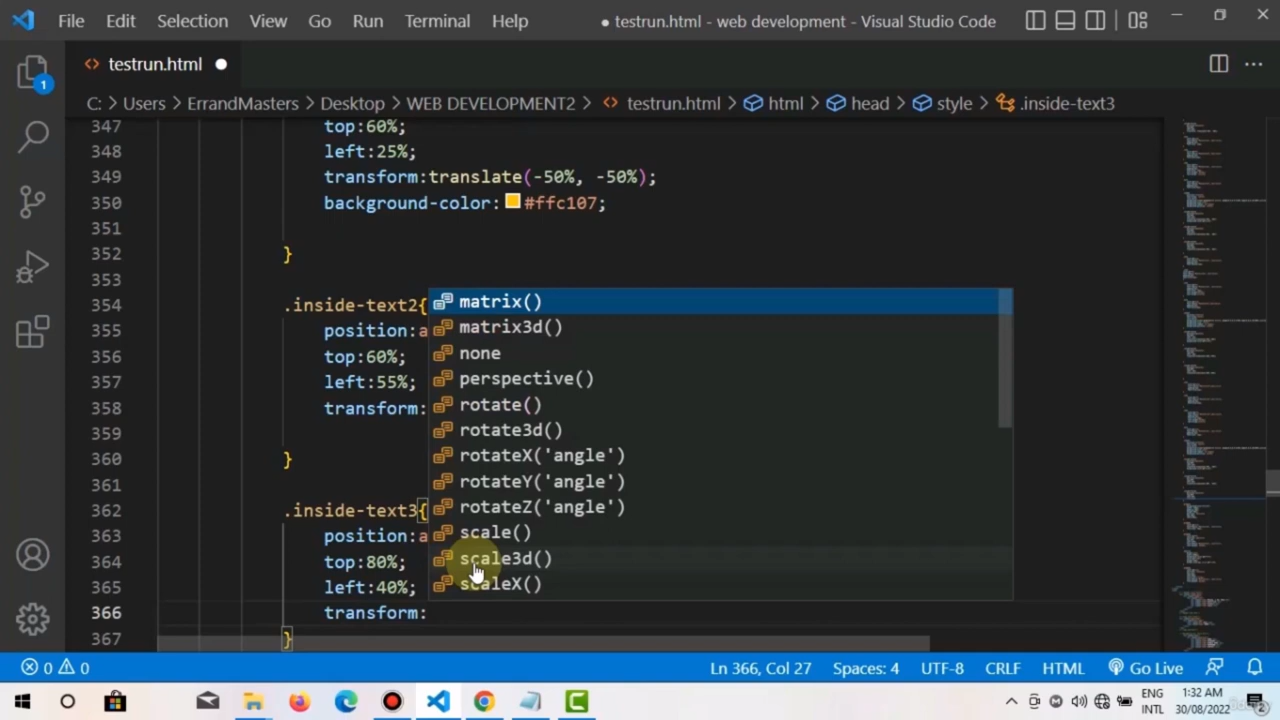 File Edit Selection View Go Run Terminal Help ● testrun.html - web development - Visual Studio Code
1
<> testrun.html ●
C: > Users > ErrandMasters > Desktop > WEB DEVELOPMENT2 > <> testrun.html > html > head > style > .inside-text3
347 top:60%;
348 left:25%;
349 transform:translate(-50%, -50%);
350 background-color:#ffc107;
351
352 }
353
354 .inside-text2{
355 position:a
356 top:60%;
357 left:55%;
358 transform:
359
360 }
361
362 .inside-text3{
363 position:a
364 top:80%;
365 left:40%;
366 transform:
367 }
matrix()
matrix3d()
none
perspective()
rotate()
rotate3d()
rotateX('angle')
rotateY('angle')
rotateZ('angle')
scale()
scale3d()
scaleX()
0 0 Ln 366, Col 27 Spaces: 4 UTF-8 CRLF HTML Go Live
ENG 1:32 AM
INTL 30/08/2022 2